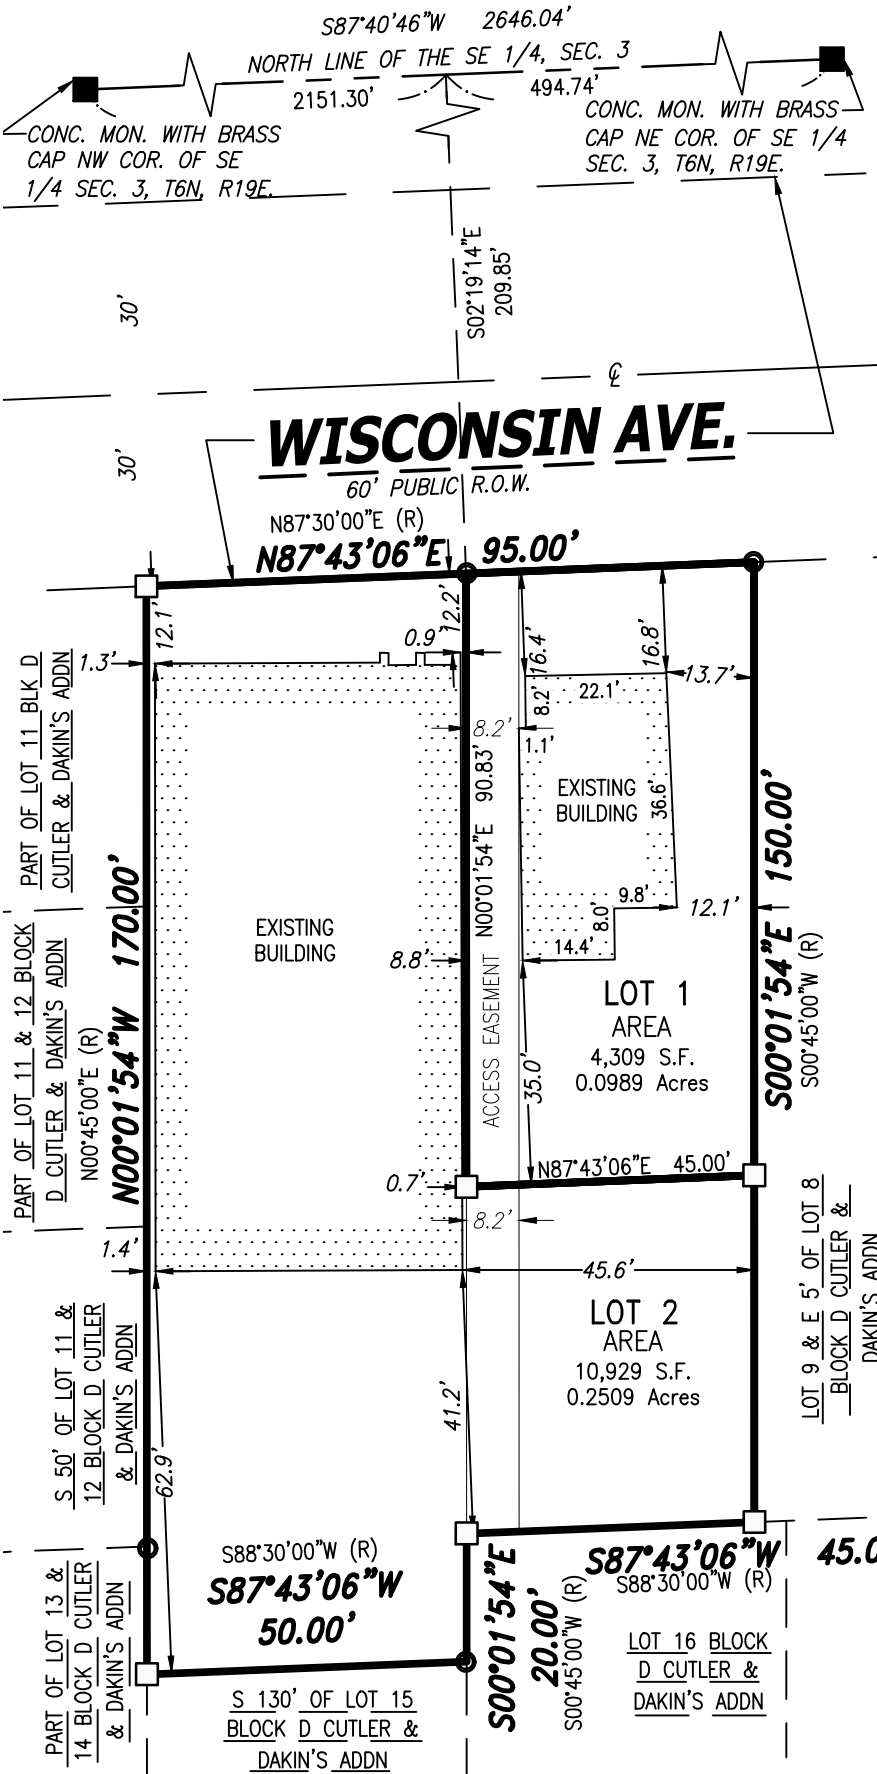 S87°40'46"W 2646.04'
NORTH LINE OF THE SE 1/4, SEC. 3
2151.30'
494.74'
CONC. MON. WITH BRASS
CAP NW COR. OF SE
1/4 SEC. 3, T6N, R19E.
CONC. MON. WITH BRASS
CAP NE COR. OF SE 1/4
SEC. 3, T6N, R19E.
S02°19'14"E
209.85'
30'
℄
30'
WISCONSIN AVE.
60' PUBLIC R.O.W.
N87°30'00"E (R)
N87°43'06"E 95.00'
12.1'
12.2'
0.9'
1.3'
16.4'
16.8'
13.7'
8.2'
22.1'
8.2'
1.1'
EXISTING
BUILDING
36.6'
9.8'
8.0'
14.4'
12.1'
N00°01'54"E 90.83'
ACCESS EASEMENT
8.8'
EXISTING
BUILDING
35.0'
LOT 1
AREA
4,309 S.F.
0.0989 Acres
S00°01'54"E 150.00'
S00°45'00"W (R)
PART OF LOT 11 BLK D
CUTLER & DAKIN'S ADDN
PART OF LOT 11 & 12 BLOCK
D CUTLER & DAKIN'S ADDN
N00°45'00"E (R)
N00°01'54"W 170.00'
N87°43'06"E 45.00'
0.7'
8.2'
1.4'
45.6'
LOT 2
AREA
10,929 S.F.
0.2509 Acres
41.2'
62.9'
LOT 9 & E 5' OF LOT 8
BLOCK D CUTLER &
DAKIN'S ADDN
S 50' OF LOT 11 &
12 BLOCK D CUTLER
& DAKIN'S ADDN
PART OF LOT 13 &
14 BLOCK D CUTLER
& DAKIN'S ADDN
S88°30'00"W (R)
S87°43'06"W
50.00'
S00°01'54"E
20.00'
S00°45'00"W (R)
S87°43'06"W 45.0
S88°30'00"W (R)
LOT 16 BLOCK
D CUTLER &
DAKIN'S ADDN
S 130' OF LOT 15
BLOCK D CUTLER &
DAKIN'S ADDN